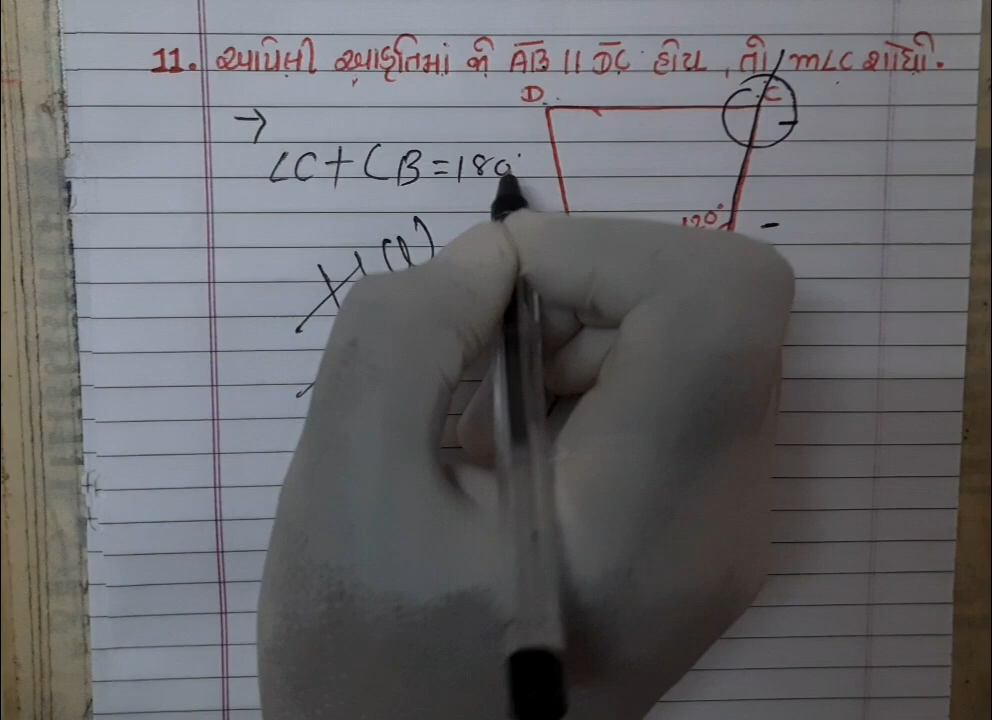 11. આપેલી આકૃતિમાં જો AB || DC હોય, તો m∠C શોધો.
D C
→
∠C + ∠B = 180°
120°